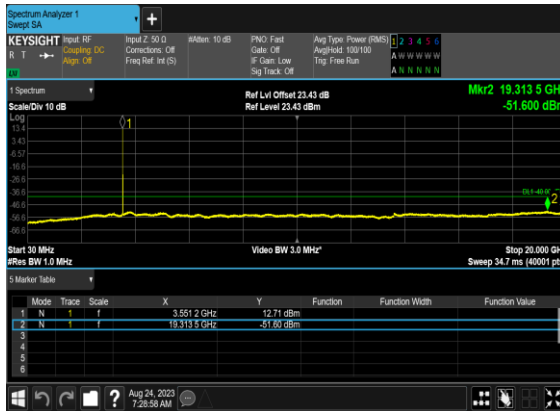 Spectrum Analyzer 1
Swept SA
+
KEYSIGHT
R T
Input: RF
Coupling: DC
Align: Off
Input Z: 50 Ω
Corrections: Off
Freq Ref: Int (S)
#Atten: 10 dB
PNO: Fast
Gate: Off
IF Gain: Low
Sig Track: Off
Avg Type: Power (RMS)
Avg|Hold: 100/100
Trig: Free Run
1 2 3 4 5 6
A W W W W W
A N N N N N
1 Spectrum
Scale/Div 10 dB
Ref Lvl Offset 23.43 dB
Ref Level 23.43 dBm
Mkr2 19.313 5 GH
-51.600 dBr
Log
13.4
3.43
-6.57
-16.6
-26.6
-36.6
-46.6
-56.6
-66.6
1
2
Start 30 MHz
#Res BW 1.0 MHz
Video BW 3.0 MHz*
Stop 20.000 GH
Sweep 34.7 ms (40001 pt
5 Marker Table
Mode Trace Scale X Y Function Function Width Function Value
1 N 1 f 3.551 2 GHz 12.71 dBm
2 N 1 f 19.313 5 GHz -51.60 dBm
3
4
5
6
?
Aug 24, 2023
7:28:58 AM